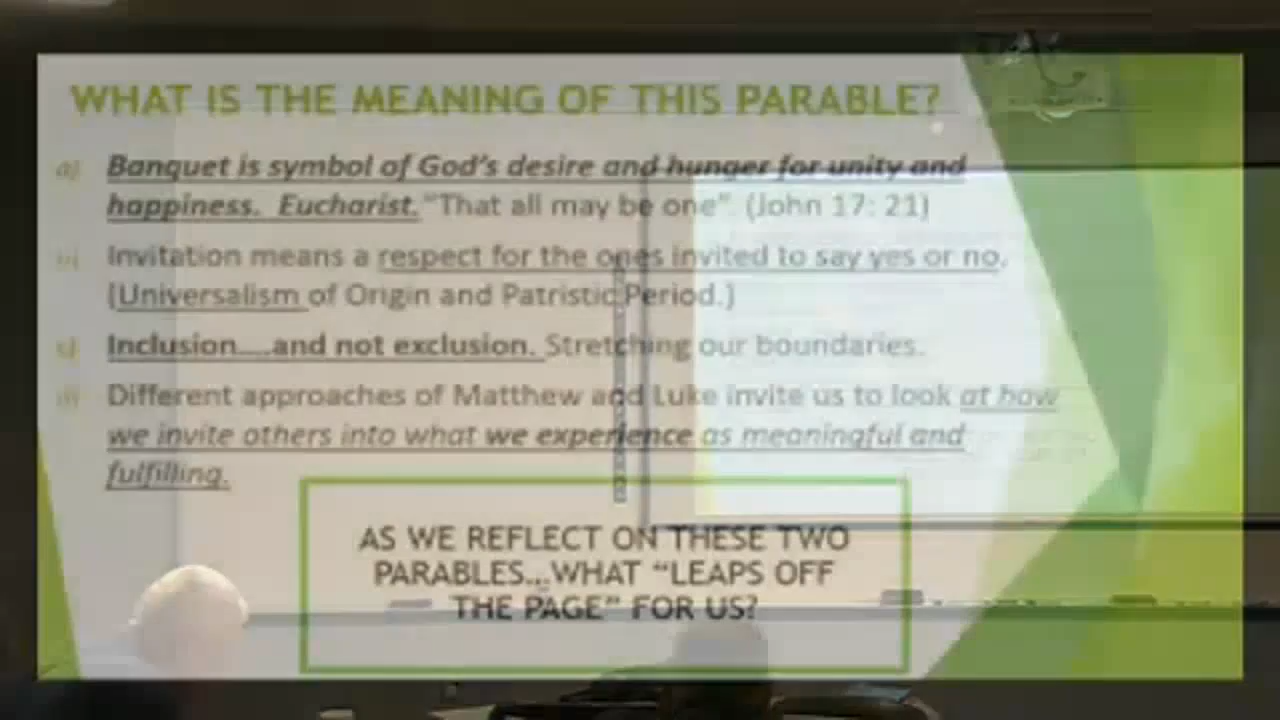 WHAT IS THE MEANING OF THIS PARABLE?
a) Banquet is symbol of God's desire and hunger for unity and
happiness. Eucharist. "That all may be one". (John 17: 21)
Invitation means a respect for the ones invited to say yes or no.
(Universalism of Origin and Patristic Period.)
Inclusion....and not exclusion. Stretching our boundaries.
Different approaches of Matthew and Luke invite us to look at how
we invite others into what we experience as meaningful and
fulfilling.
AS WE REFLECT ON THESE TWO
PARABLES...WHAT "LEAPS OFF
THE PAGE" FOR US?